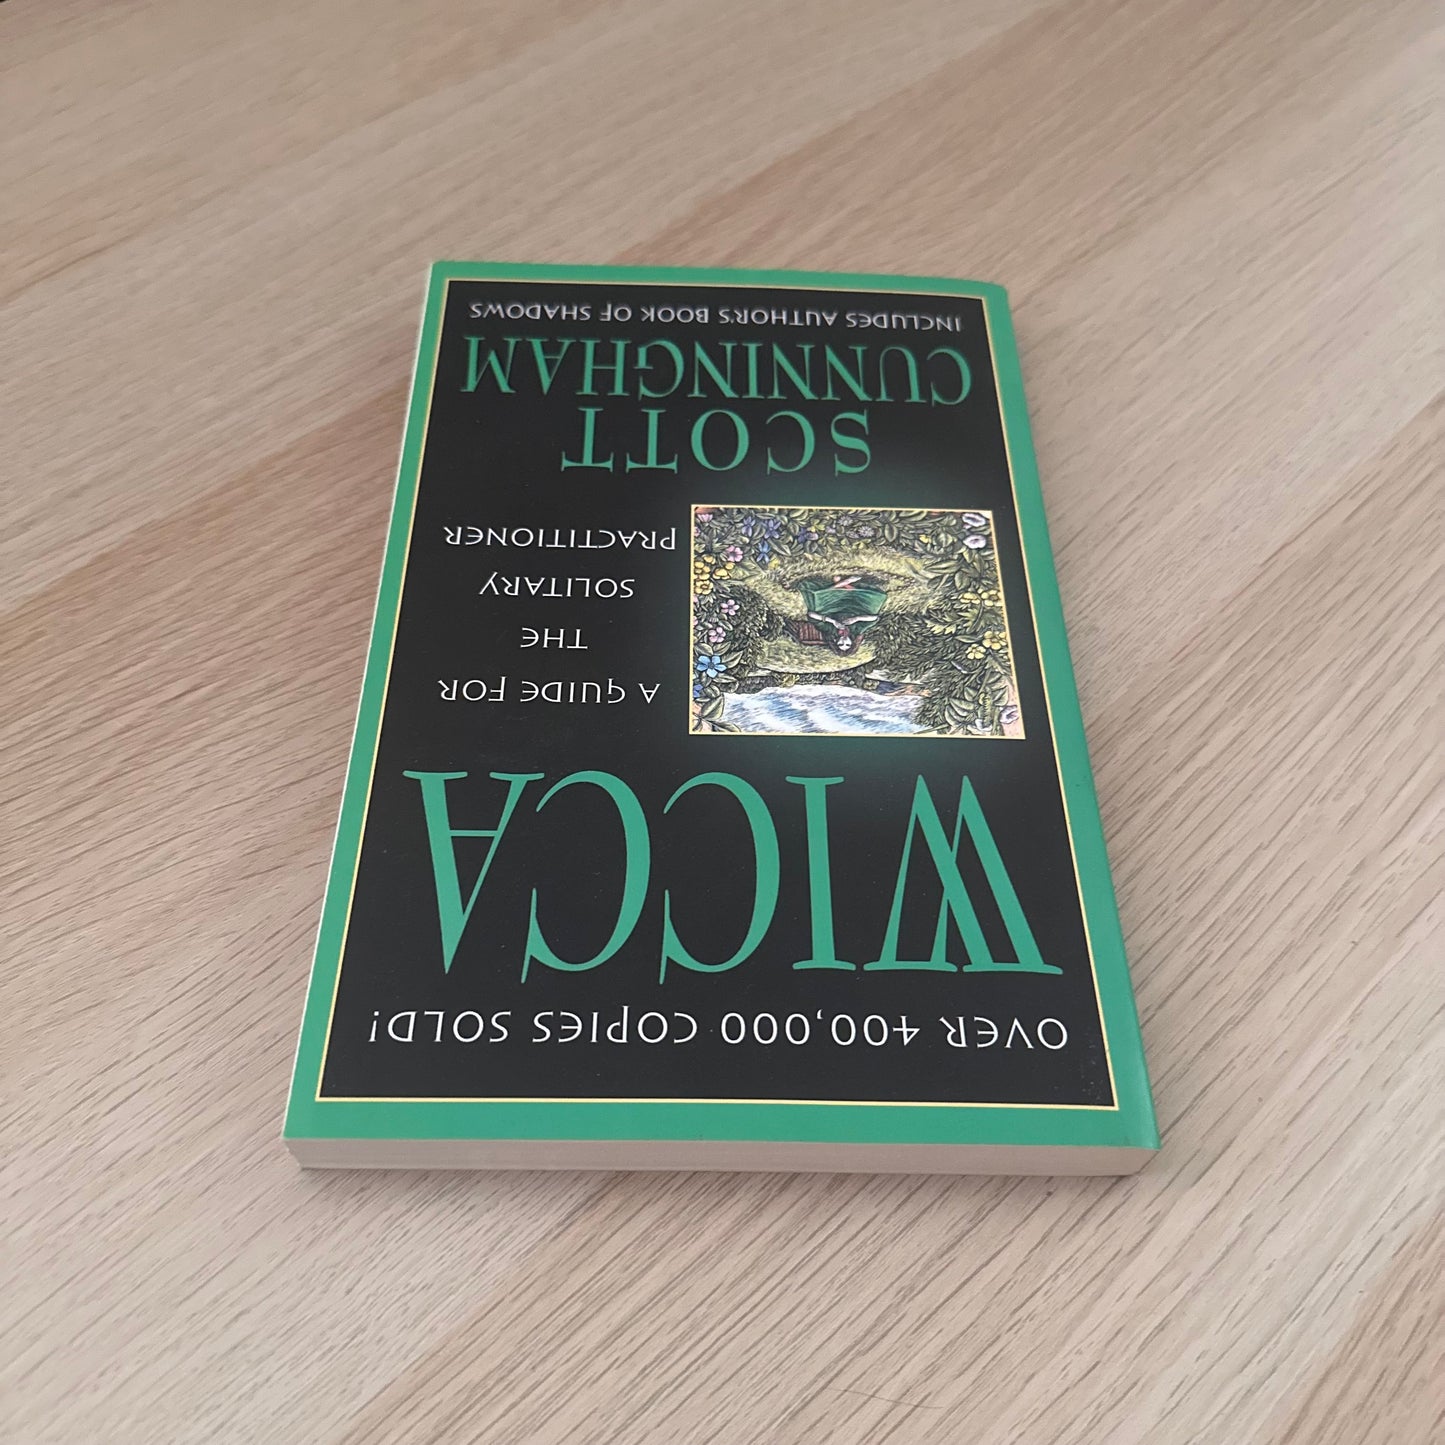 OVER 400,000 COPIES SOLD!
WICCA
A GUIDE FOR
THE
SOLITARY
PRACTITIONER
SCOTT
CUNNINGHAM
INCLUDES AUTHOR'S BOOK OF SHADOWS